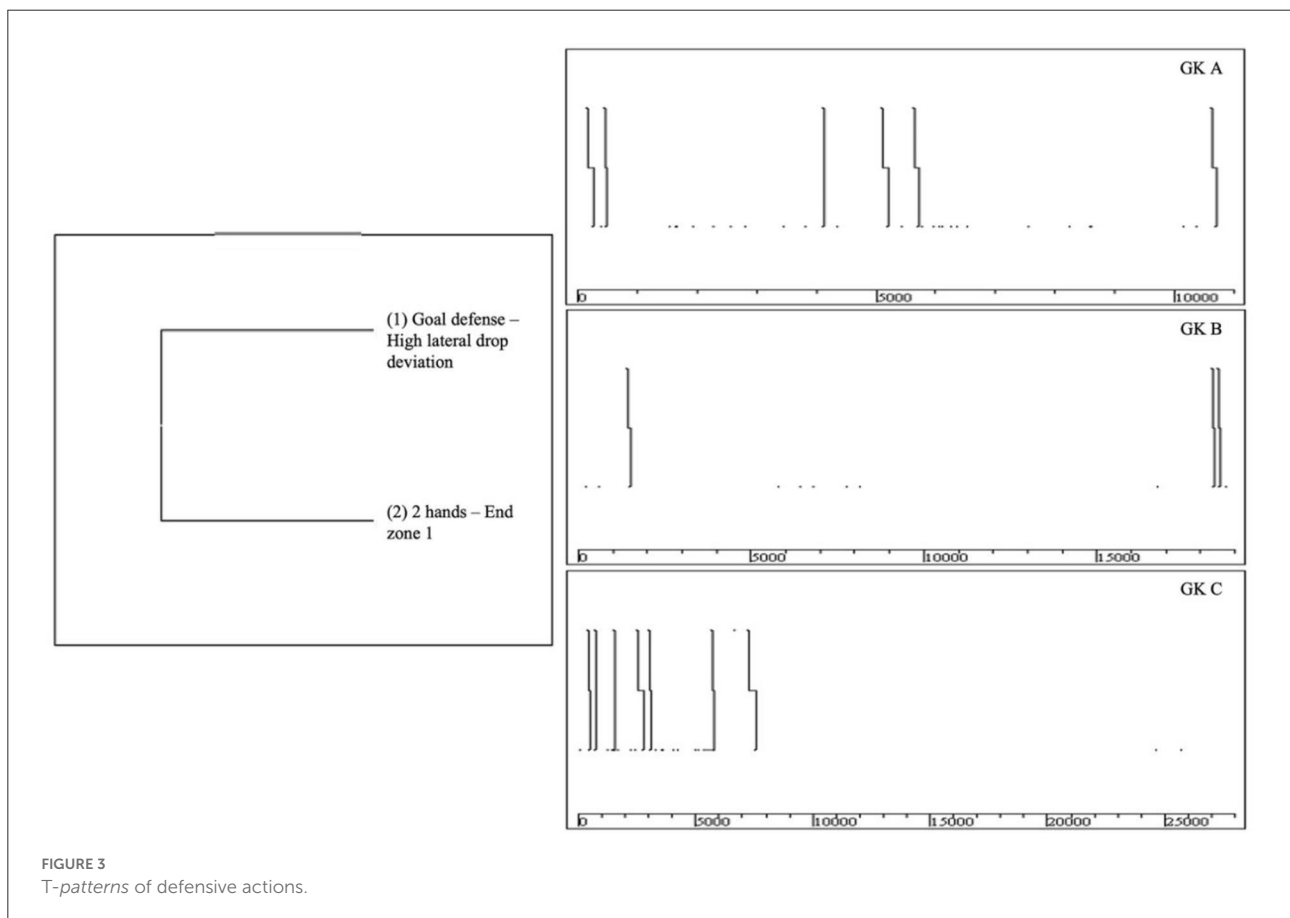 (1) Goal defense –
High lateral drop
deviation
(2) 2 hands – End
zone 1
GK A
0 5000 10000
GK B
0 5000 10000 15000
GK C
0 5000 10000 15000 20000 25000
FIGURE 3
T-patterns of defensive actions.